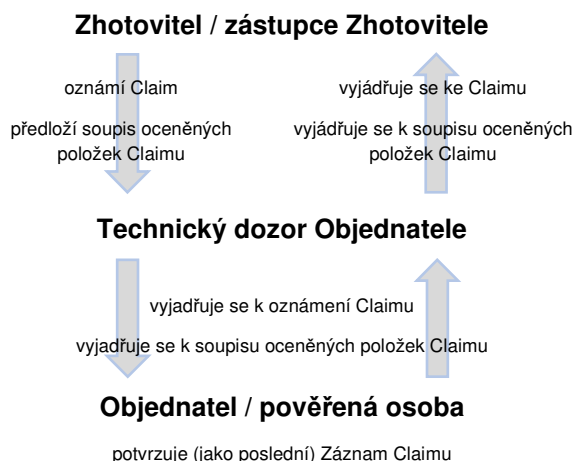 Zhotovitel / zástupce Zhotovitele
oznámí Claim
předloží soupis oceněných
položek Claimu
vyjádřuje se ke Claimu
vyjádřuje se k soupisu oceněných
položek Claimu
Technický dozor Objednatele
vyjadřuje se k oznámení Claimu
vyjadřuje se k soupisu oceněných položek Claimu
Objednatel / pověřená osoba
potvrzuje (jako poslední) Záznam Claimu